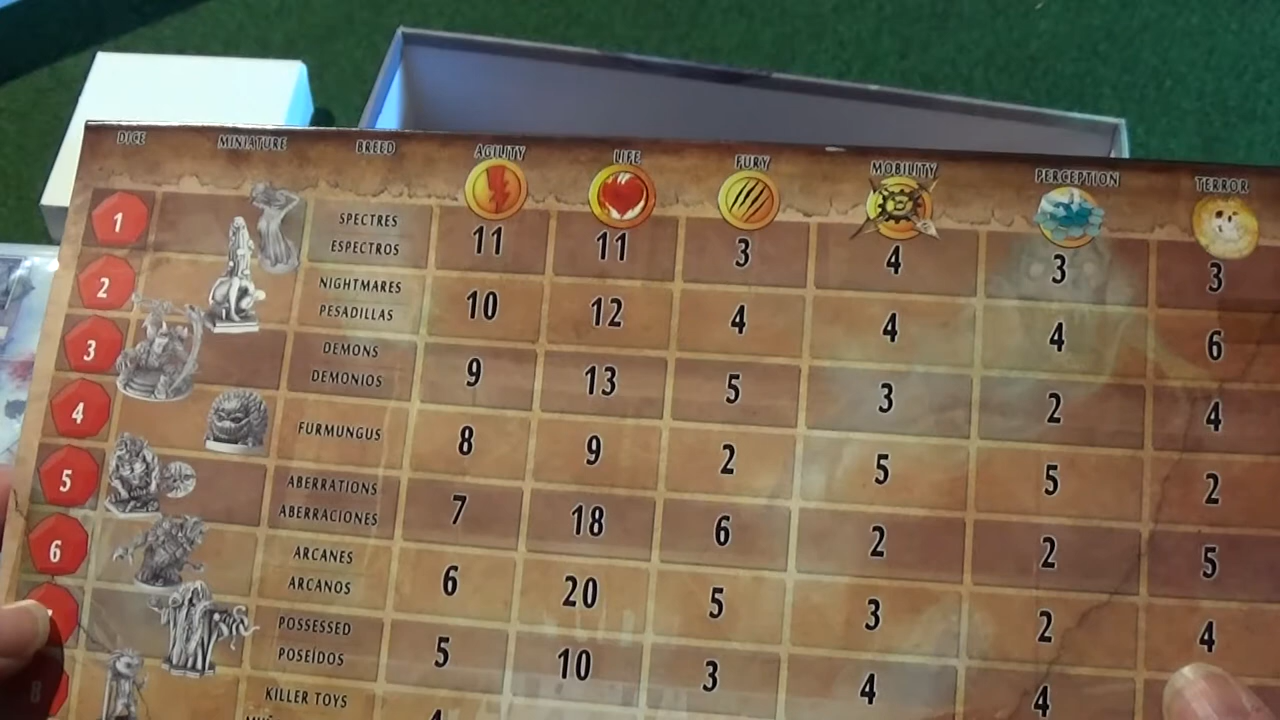 DICE MINIATURE BREED AGILITY LIFE FURY MOBILITY PERCEPTION TERROR
1 SPECTRES
ESPECTROS 11 11 3 4 3 3
2 NIGHTMARES
PESADILLAS 10 12 4 4 4 6
3 DEMONS
DEMONIOS 9 13 5 3 2 4
4 FURMUNGUS 8 9 2 5 5 2
5 ABERRATIONS
ABERRACIONES 7 18 6 2 2 5
6 ARCANES
ARCANOS 6 20 5 3 2 4
POSSESSED
POSEÍDOS 5 10 3 4 4
8 KILLER TOYS